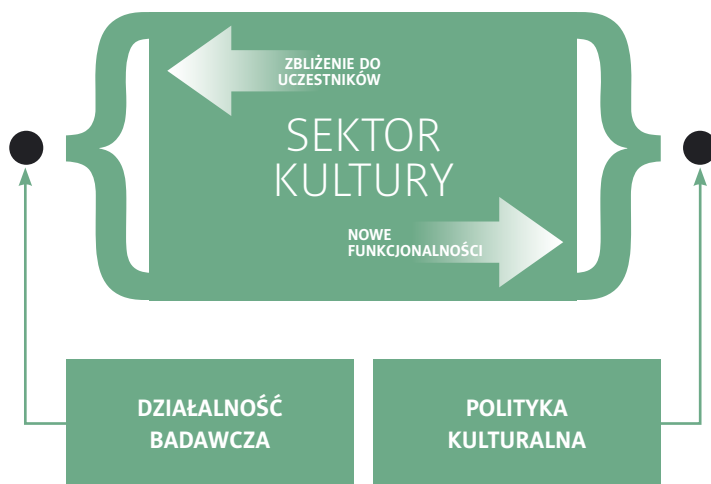 ZBLIŻENIE DO
UCZESTNIKÓW
SEKTOR
KULTURY
NOWE
FUNKCJONALNOŚCI
DZIAŁALNOŚĆ
BADAWCZA
POLITYKA
KULTURALNA